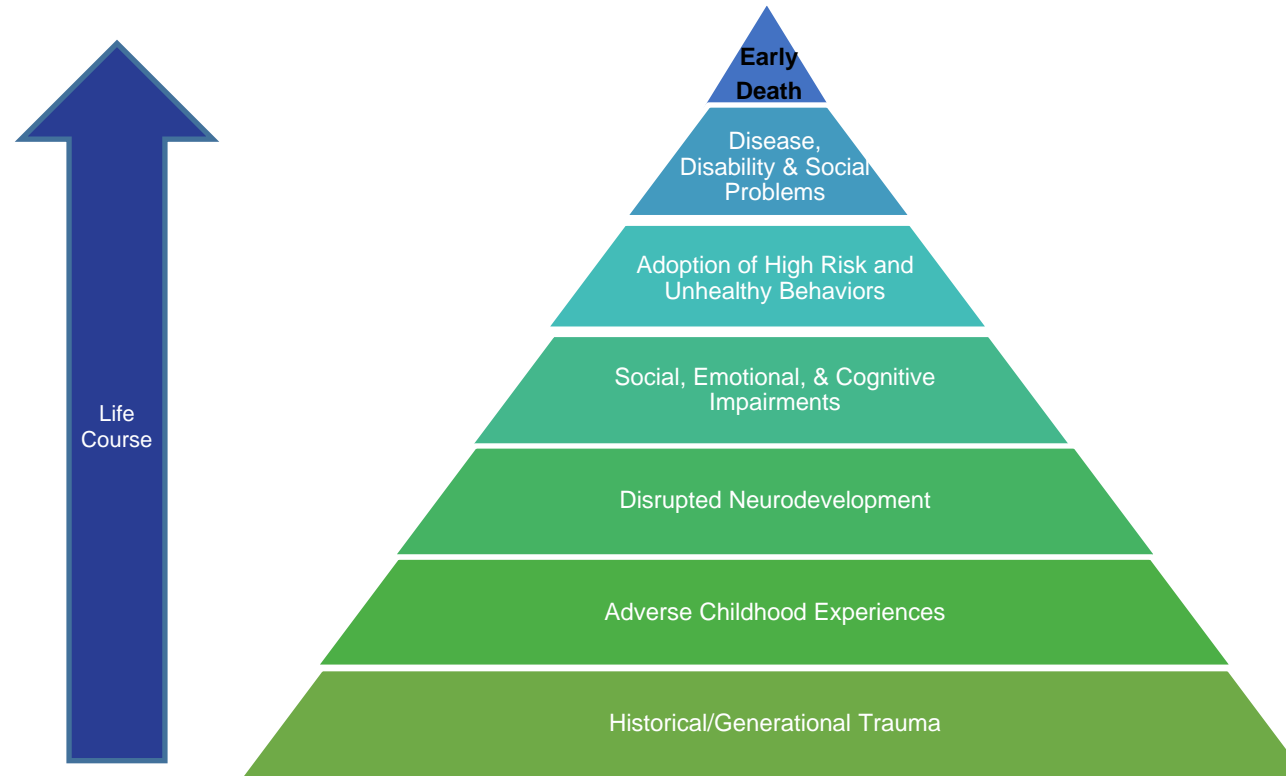 Early
Death
Disease,
Disability & Social
Problems
Adoption of High Risk and
Unhealthy Behaviors
Social, Emotional, & Cognitive
Impairments
Life
Course
Disrupted Neurodevelopment
Adverse Childhood Experiences
Historical/Generational Trauma